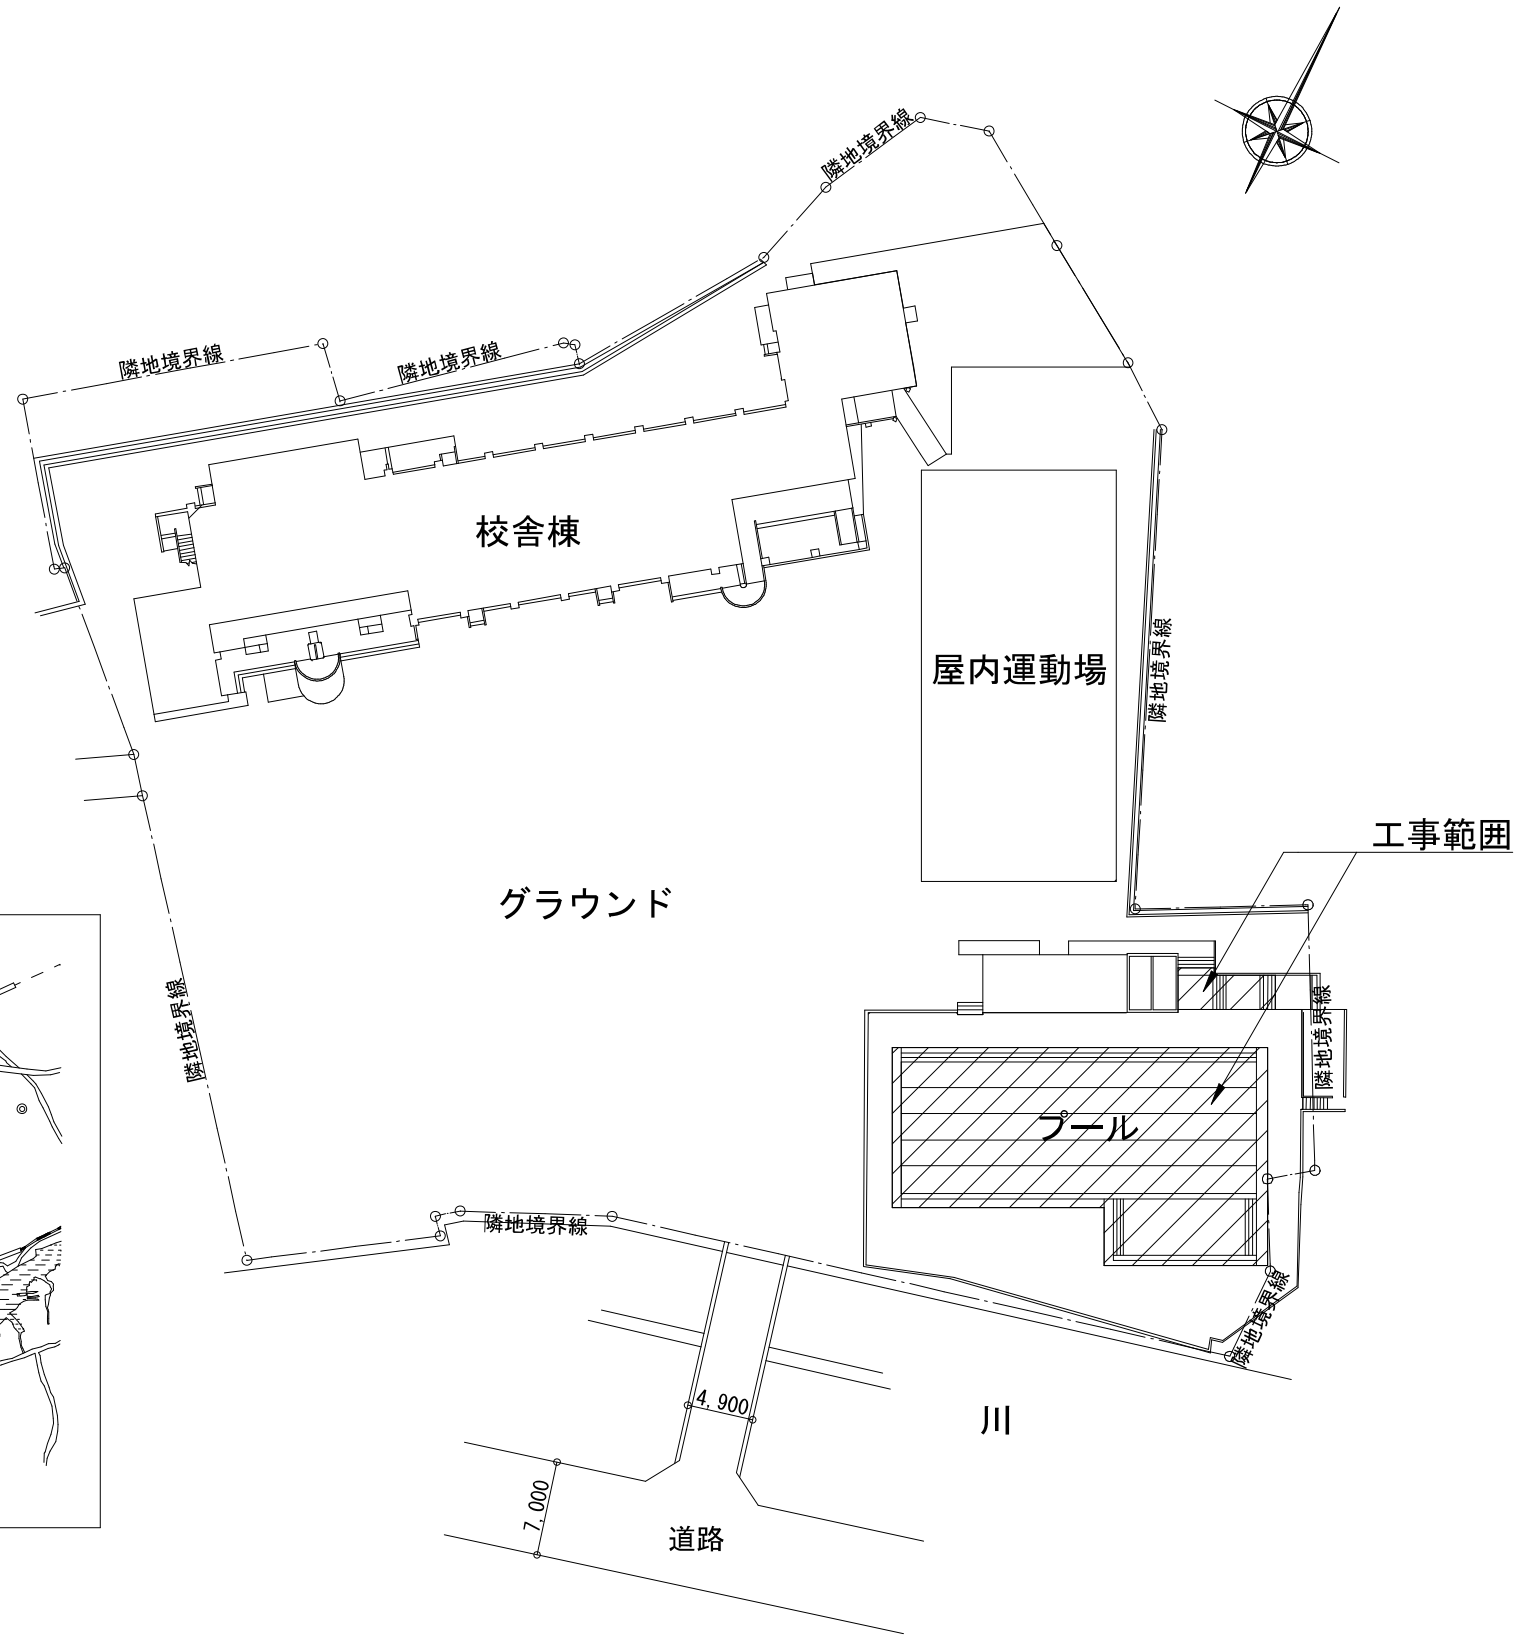 隣地境界線
隣地境界線
隣地境界線
校舎棟
屋内運動場
隣地境界線
工事範囲
グラウンド
隣地境界線
隣地境界線
プール
隣地境界線
隣地境界線
4,900
川
7,000
道路